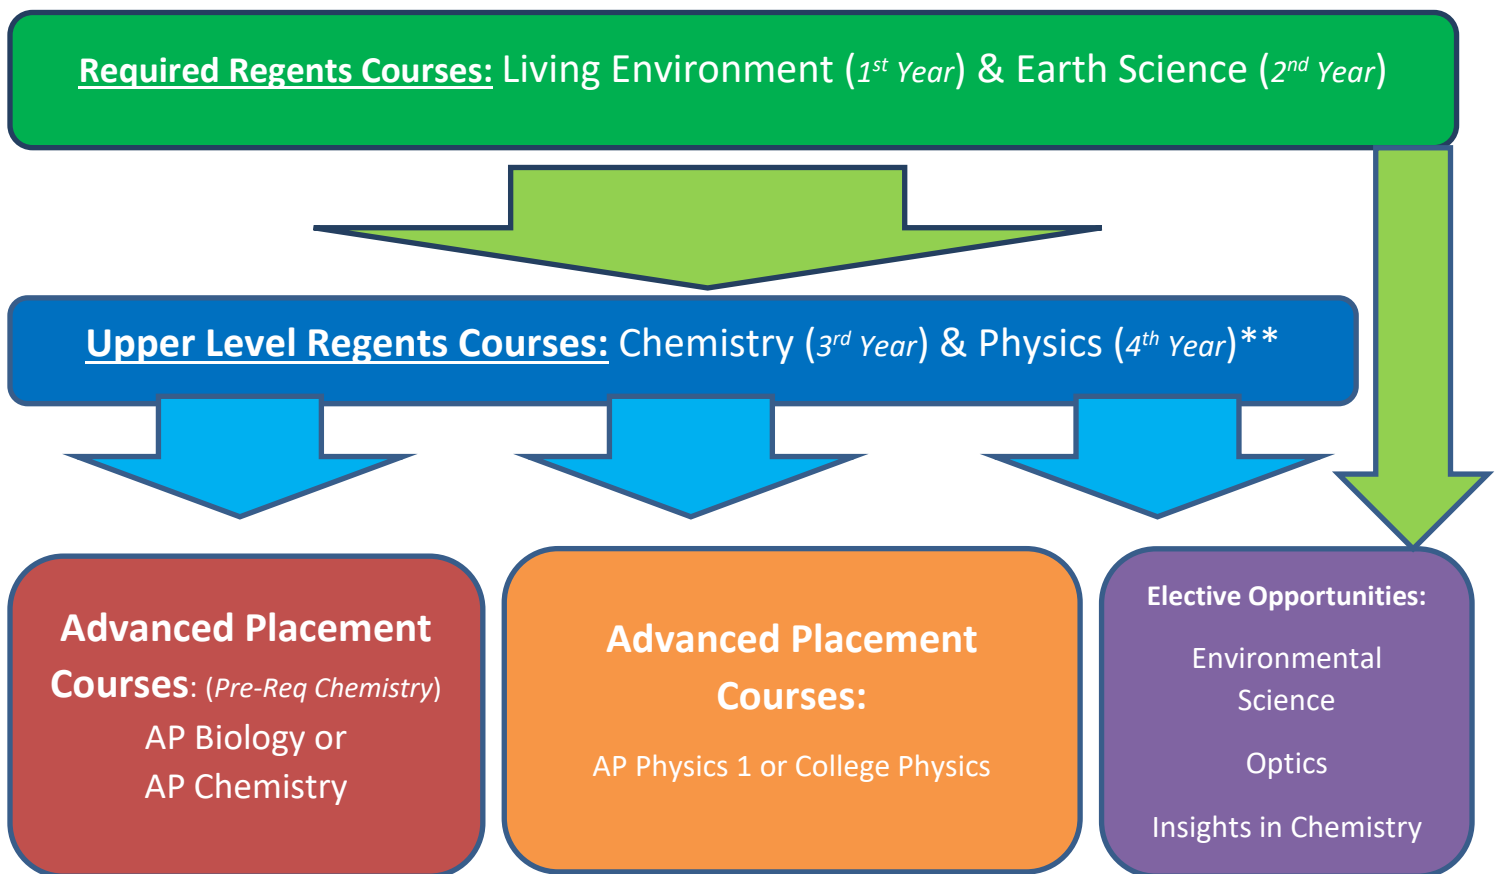 Required Regents Courses: Living Environment (1st Year) & Earth Science (2nd Year)
Upper Level Regents Courses: Chemistry (3rd Year) & Physics (4th Year)**
Advanced Placement
Courses: (Pre-Req Chemistry)
AP Biology or
AP Chemistry
Advanced Placement
Courses:
AP Physics 1 or College Physics
Elective Opportunities:
Environmental
Science
Optics
Insights in Chemistry